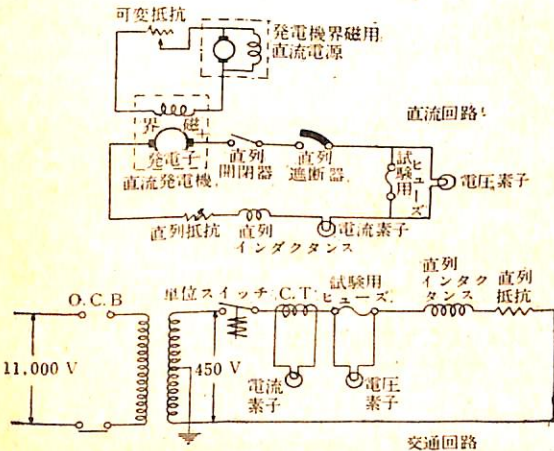 可変抵抗
発電機界磁用
直流電源
界磁
+
発電子
直流発電機
直列
開閉器
直列
遮断器
直流回路
試験用
ヒューズ
電圧素子
直列抵抗
直列
インダクタンス
電流素子
O.C.B
単位スイッチ
C.T.
試験用
ヒューズ
直列
インタク
タンス
直列
抵抗
11,000 V
450 V
電流
素子
電圧
素子
交通回路